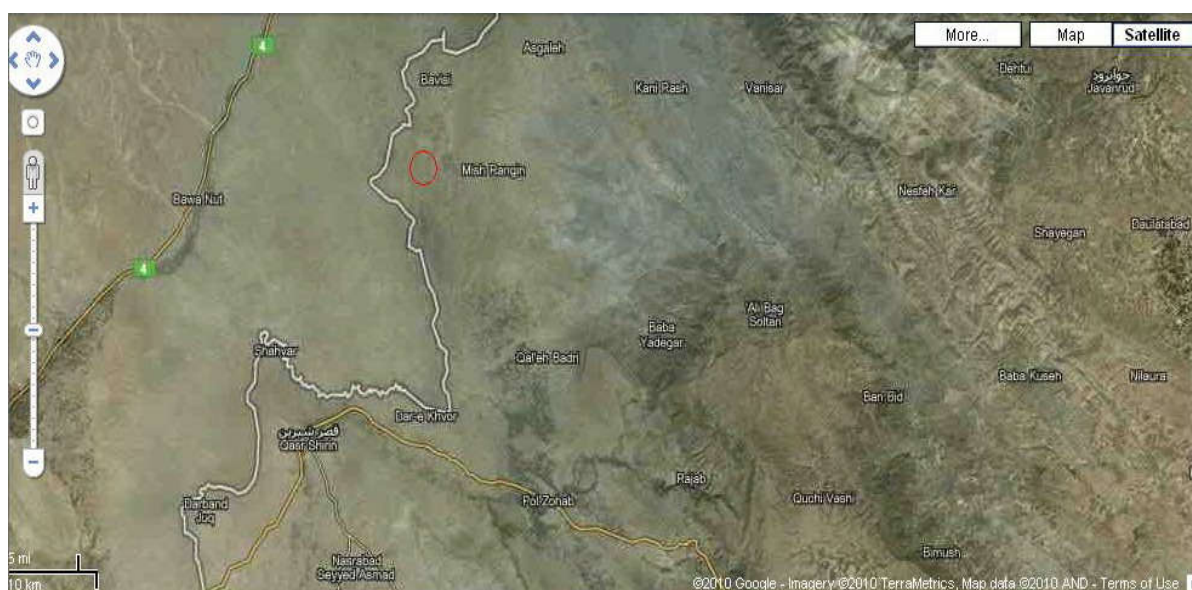 More...
Map
Satellite
4
Asgaleh
Bavisi
Kani Rash
Vanisar
Dehtui
جوانرود
Javanrud
Mish Rangin
Bawa Nut
Nesfeh Kar
Shayegan
Daulatabad
4
Shahvar
Qal'eh Badri
Baba
Yadegar
'Ali Bag
Soltan
Baba Kuseh
Nilaura
Ban Bid
Dar-e Khvor
قصر شيرين
Qasr Shirin
Darband
Juq
Pol Zohab
Rajab
Quchi Vashi
Bimush
Nasrabad
Seyyed Asmad
5 mi
10 km
©2010 Google - Imagery ©2010 TerraMetrics, Map data ©2010 AND - Terms of Use